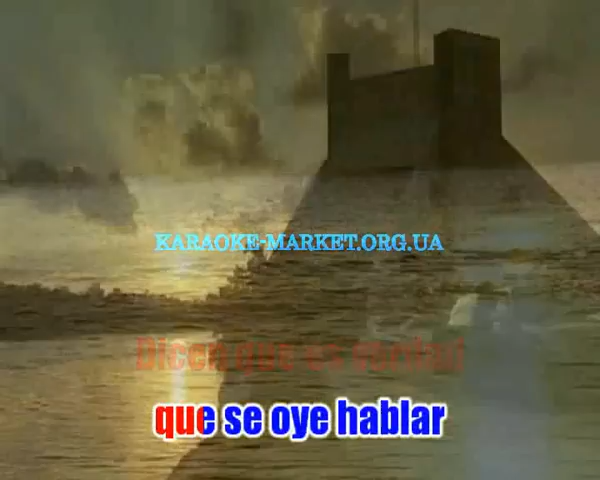 KARAOKE-MARKET.ORG.UA
Dicen que es verdad
que se oye hablar